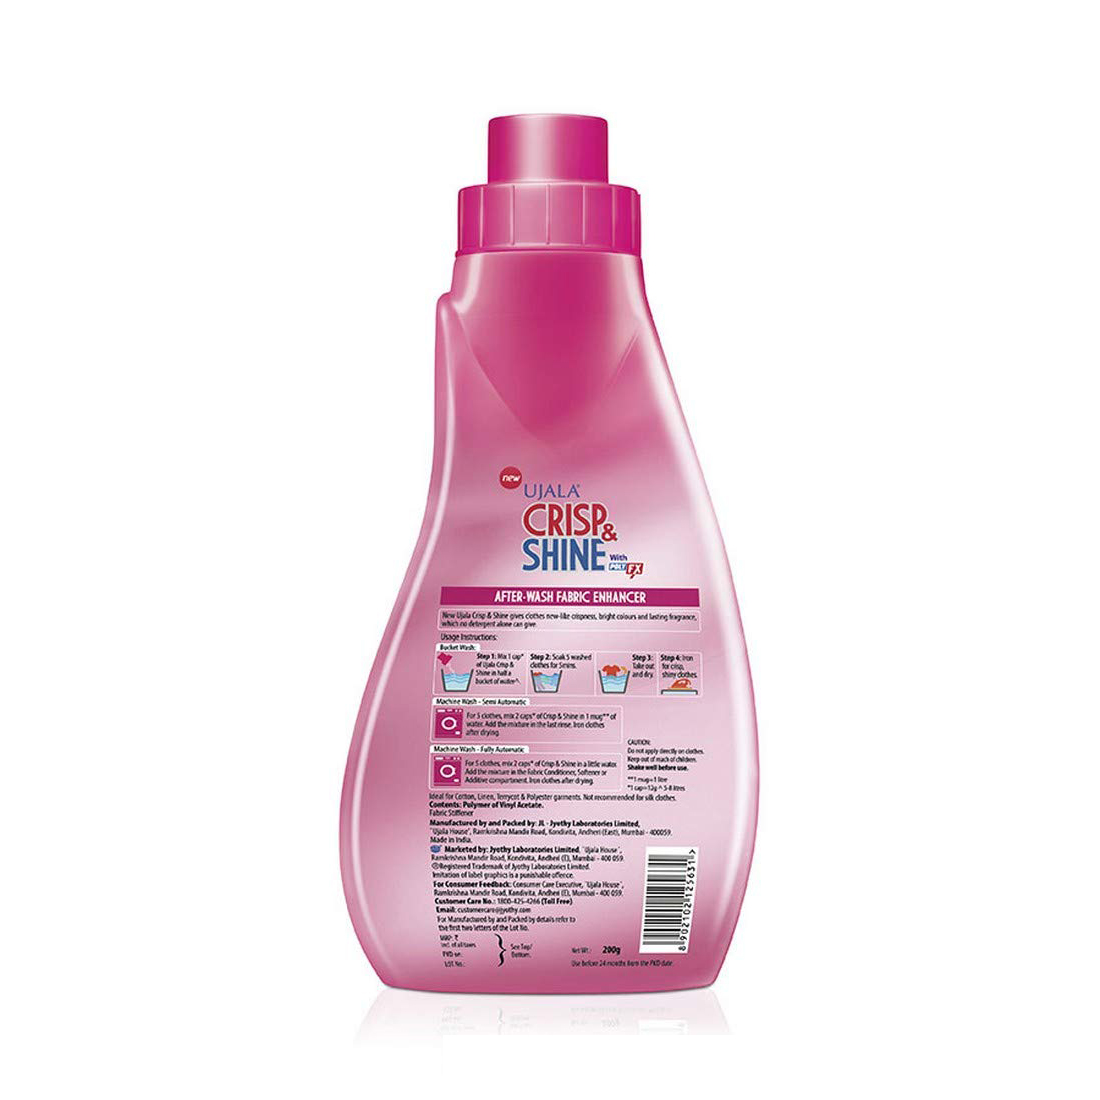 new
UJALA®
CRISP &
SHINE With
POLY FX
AFTER-WASH FABRIC ENHANCER
New Ujala Crisp & Shine gives clothes new-like crispness, bright colours and lasting fragrance,
which no detergent alone can give.
Usage Instructions:
Bucket Wash:
Step 1: Mix 1 cap*
of Ujala Crisp &
Shine in half a
bucket of water^.
Step 2: Soak 5 washed
clothes for 5mins.
Step 3:
Take out
and dry.
Step 4: Iron
for crisp,
shiny clothes.
Machine Wash - Semi Automatic
For 5 clothes, mix 2 caps* of Crisp & Shine in 1 mug** of
water. Add the mixture in the last rinse. Iron clothes
after drying.
Machine Wash - Fully Automatic
For 5 clothes, mix 2 caps* of Crisp & Shine in a little water.
Add the mixture in the Fabric Conditioner, Softener or
Additive compartment. Iron clothes after drying.
CAUTION:
Do not apply directly on clothes.
Keep out of reach of children.
Shake well before use.
**1 mug=1 litre
*1 cap=12g ^ 5-8 litres
Ideal for Cotton, Linen, Terrycot & Polyester garments. Not recommended for silk clothes.
Contents: Polymer of Vinyl Acetate.
Fabric Stiffener
Manufactured by and Packed by: JL - Jyothy Laboratories Limited,
'Ujala House', Ramkrishna Mandir Road, Kondivita, Andheri (East), Mumbai - 400059.
Made in India.
Marketed by: Jyothy Laboratories Limited, 'Ujala House',
Ramkrishna Mandir Road, Kondivita, Andheri (E), Mumbai - 400 059.
®Registered Trademark of Jyothy Laboratories Limited.
Imitation of label graphics is a punishable offence.
For Consumer Feedback: Consumer Care Executive, 'Ujala House',
Ramkrishna Mandir Road, Kondivita, Andheri (E), Mumbai - 400 059.
Customer Care No.: 1800-425-4266 (Toll Free)
Email: customercare@jyothy.com
For Manufactured by and Packed by details refer to
the first two letters of the Lot No.
MRP: ₹
Incl. of all taxes
PKD on:
LOT No.:
See Top/
Bottom.
Net Wt.: 200g
Use before 24 months from the PKD date.
8 902102 125631 >